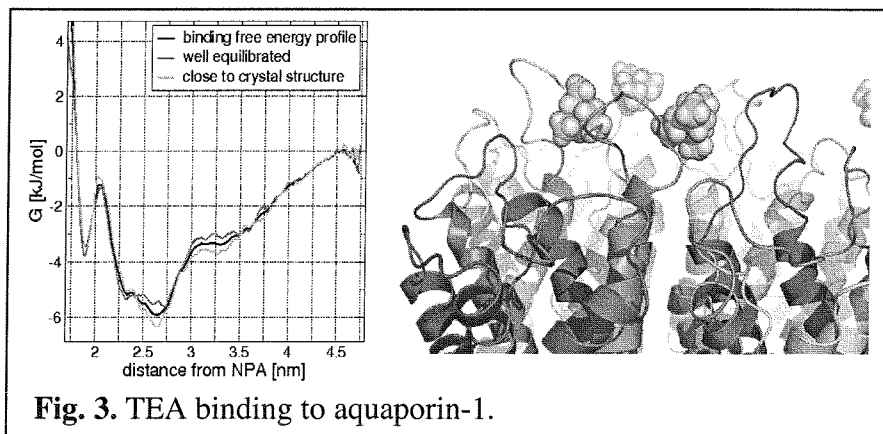 4
2
0
-2
-4
-6
G [kJ/mol]
binding free energy profile
well equilibrated
close to crystal structure
2 2.5 3 3.5 4 4.5
distance from NPA [nm]
Fig. 3. TEA binding to aquaporin-1.